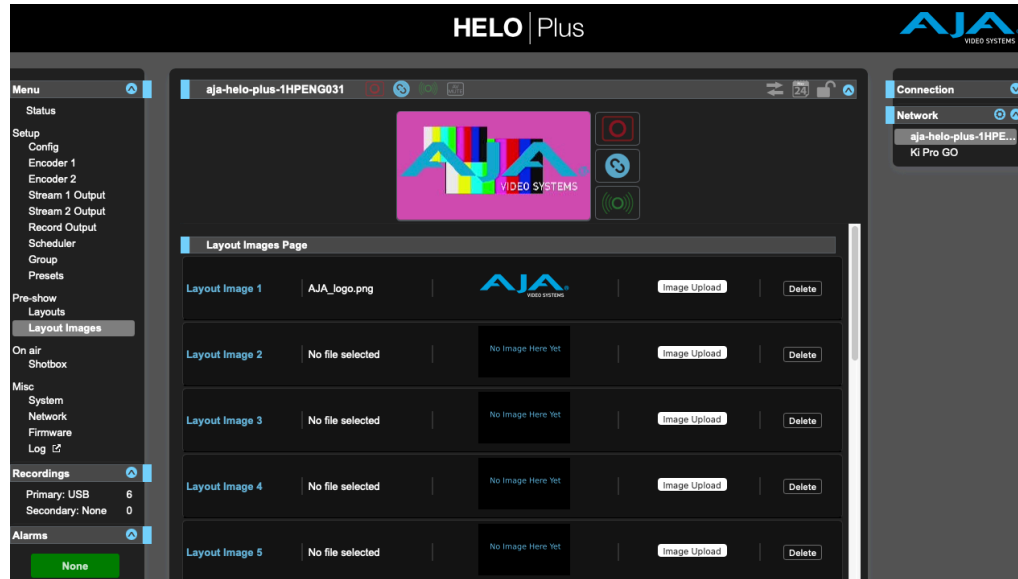 HELO Plus
AJA
VIDEO SYSTEMS
Menu
Status
Setup
Config
Encoder 1
Encoder 2
Stream 1 Output
Stream 2 Output
Record Output
Scheduler
Group
Presets
Pre-show
Layouts
Layout Images
On air
Shotbox
Misc
System
Network
Firmware
Log
Recordings
Primary: USB 6
Secondary: None 0
Alarms
None
aja-helo-plus-1HPENG031
24
AJA
VIDEO SYSTEMS
Layout Images Page
Layout Image 1 AJA_logo.png AJA VIDEO SYSTEMS Image Upload Delete
Layout Image 2 No file selected No Image Here Yet Image Upload Delete
Layout Image 3 No file selected No Image Here Yet Image Upload Delete
Layout Image 4 No file selected No Image Here Yet Image Upload Delete
Layout Image 5 No file selected No Image Here Yet Image Upload Delete
Connection
Network
aja-helo-plus-1HPE...
Ki Pro GO